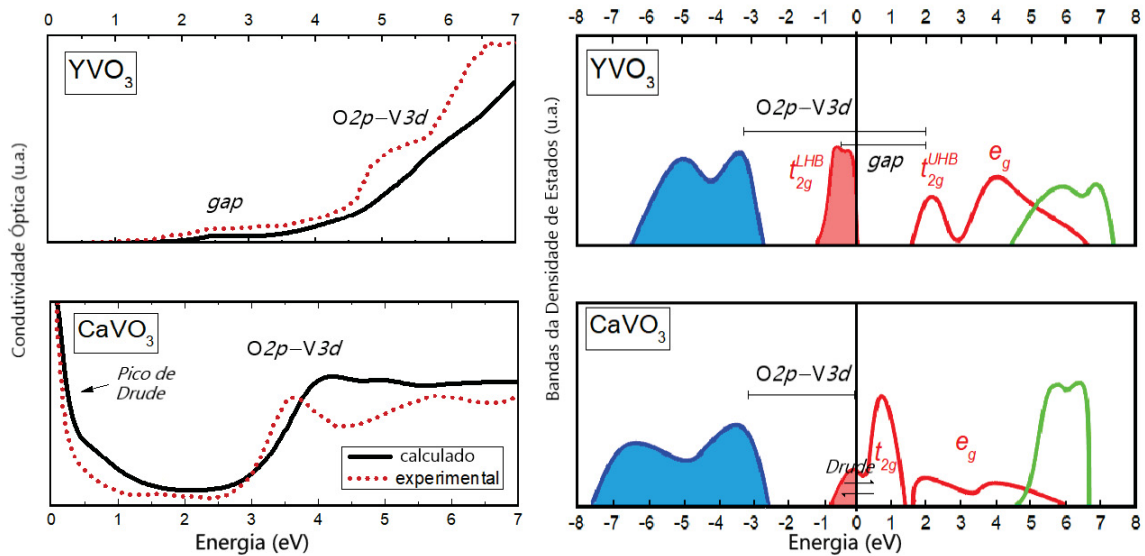 0 1 2 3 4 5 6 7
YVO3
O2p–V3d
gap
Condutividade Óptica (u.a.)
CaVO3
O2p–V3d
Pico de
Drude
calculado
experimental
0 1 2 3 4 5 6 7
Energia (eV)
-8 -7 -6 -5 -4 -3 -2 -1 0 1 2 3 4 5 6 7 8
YVO3
O2p–V3d
gap
t2g LHB
t2g UHB
eg
Bandas da Densidade de Estados (u.a.)
CaVO3
O2p–V3d
Drude
t2g
eg
-8 -7 -6 -5 -4 -3 -2 -1 0 1 2 3 4 5 6 7 8
Energia (eV)